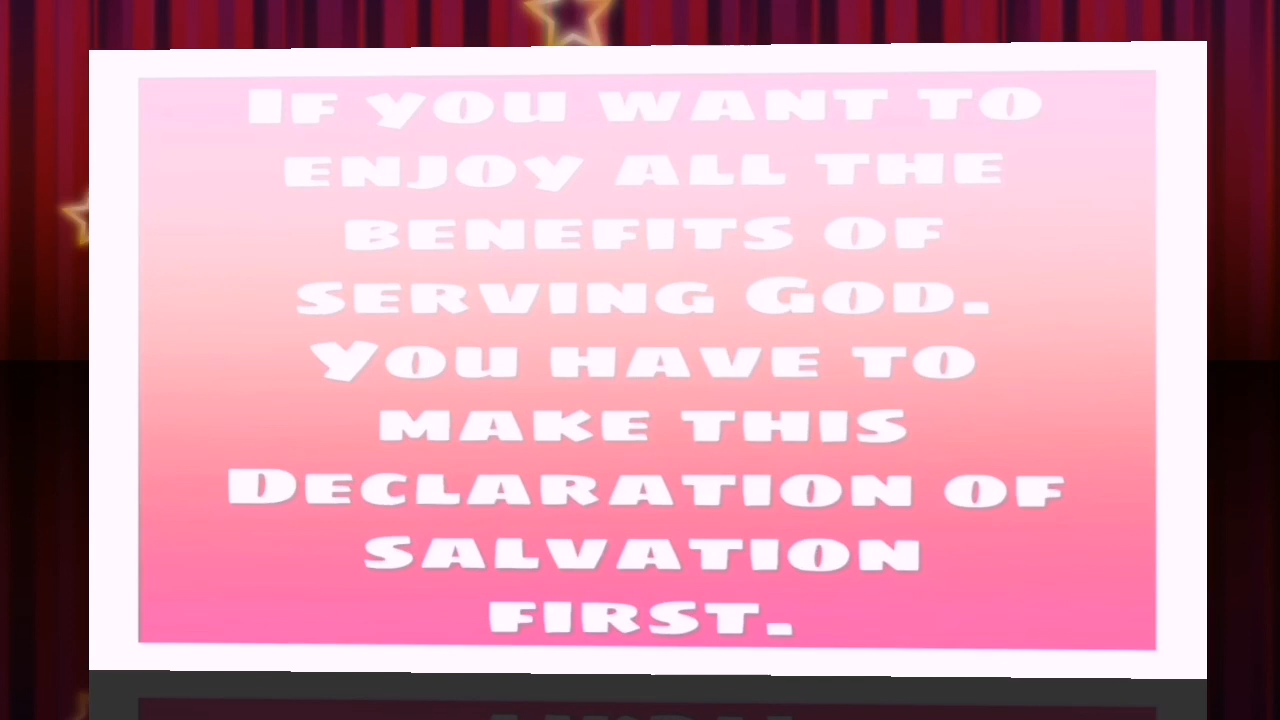 If you want to
enjoy all the
benefits of
serving God.
You have to
make this
Declaration of
salvation
first.